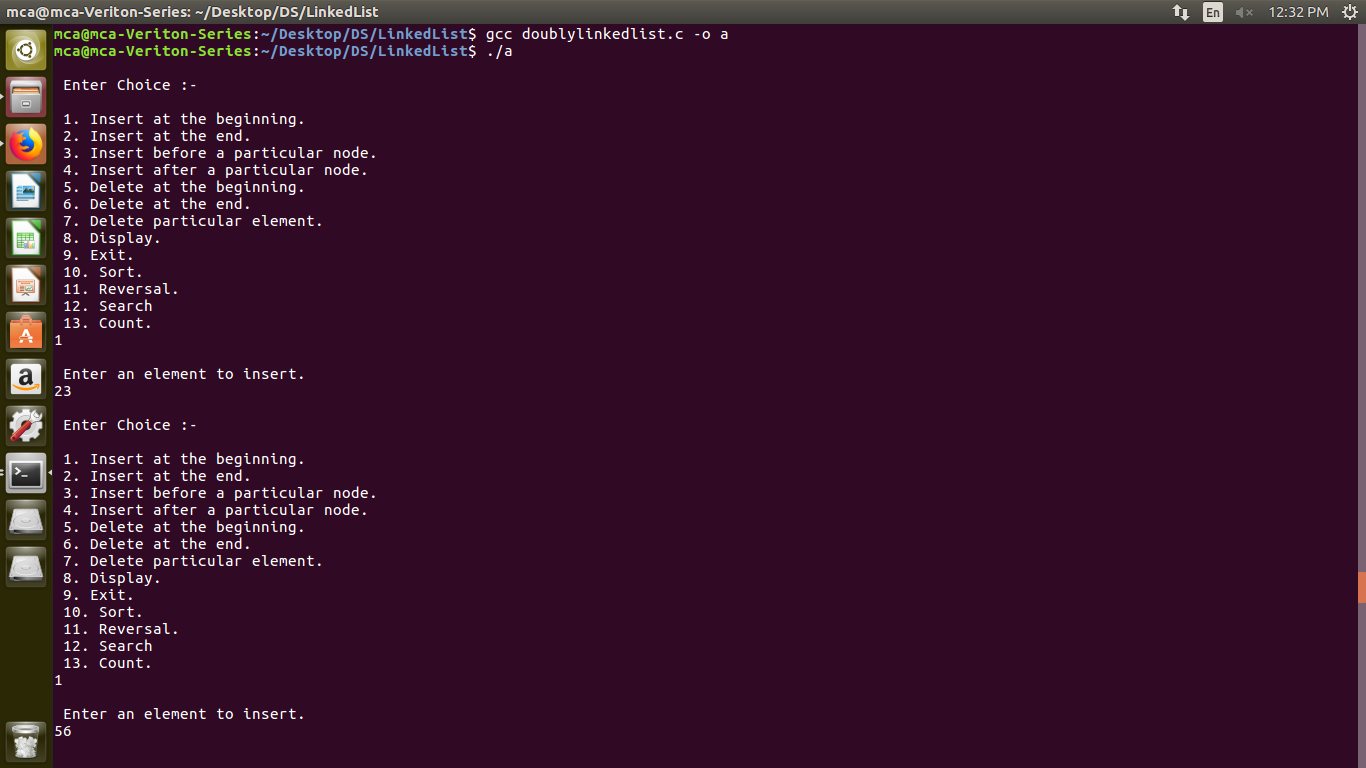 mca@mca-Veriton-Series: ~/Desktop/DS/LinkedList
En
12:32 PM
mca@mca-Veriton-Series:~/Desktop/DS/LinkedList$ gcc doublylinkedlist.c -o a
mca@mca-Veriton-Series:~/Desktop/DS/LinkedList$ ./a
Enter Choice :-
1. Insert at the beginning.
2. Insert at the end.
3. Insert before a particular node.
4. Insert after a particular node.
5. Delete at the beginning.
6. Delete at the end.
7. Delete particular element.
8. Display.
9. Exit.
10. Sort.
11. Reversal.
12. Search
13. Count.
1
Enter an element to insert.
23
Enter Choice :-
1. Insert at the beginning.
2. Insert at the end.
3. Insert before a particular node.
4. Insert after a particular node.
5. Delete at the beginning.
6. Delete at the end.
7. Delete particular element.
8. Display.
9. Exit.
10. Sort.
11. Reversal.
12. Search
13. Count.
1
Enter an element to insert.
56